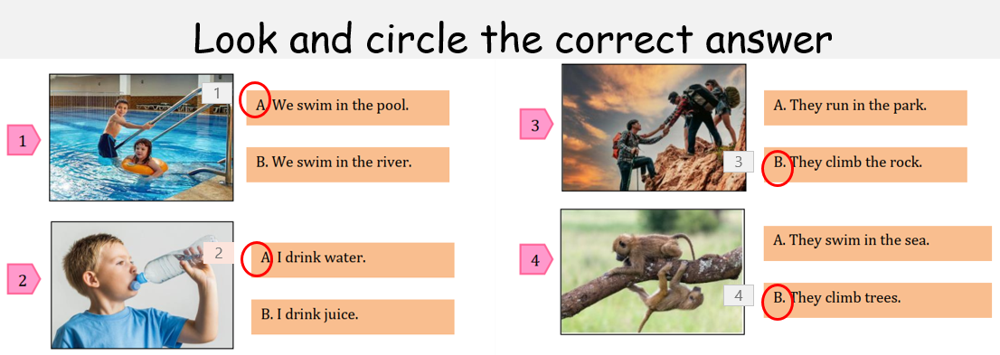 Look and circle the correct answer
1
1
A. We swim in the pool.
B. We swim in the river.
2
2
A. I drink water.
B. I drink juice.
3
3
A. They run in the park.
B. They climb the rock.
4
4
A. They swim in the sea.
B. They climb trees.